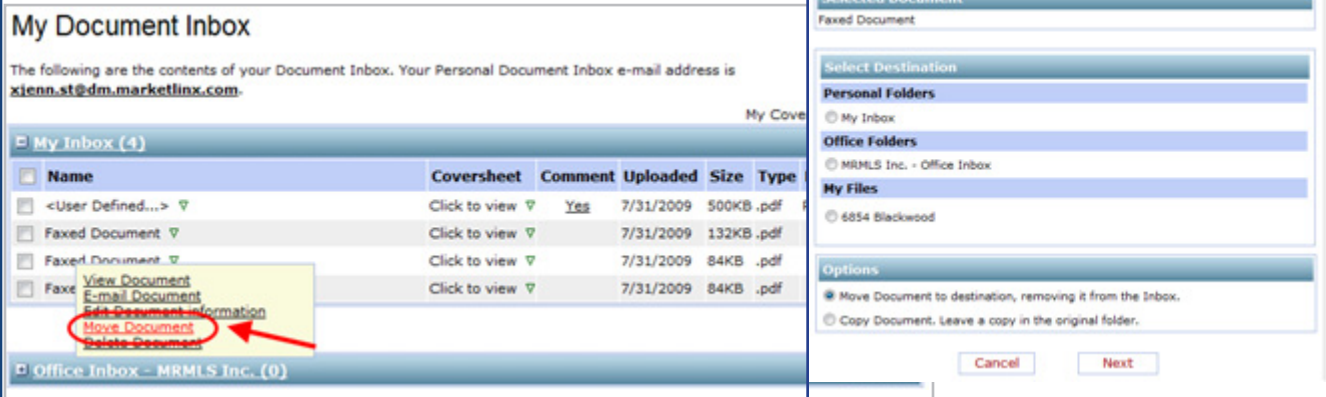 My Document Inbox
The following are the contents of your Document Inbox. Your Personal Document Inbox e-mail address is
xjenn.st@dm.marketlinx.com.
My Cove
My Inbox (4)
Name Coversheet Comment Uploaded Size Type
<User Defined...> Click to view Yes 7/31/2009 500KB .pdf
Faxed Document Click to view 7/31/2009 132KB .pdf
Faxed Document Click to view 7/31/2009 84KB .pdf
Faxe Click to view 7/31/2009 84KB .pdf
View Document
E-mail Document
Edit Document information
Move Document
Delete Document
Office Inbox - MRMLS Inc. (0)
Selected Document
Faxed Document
Select Destination
Personal Folders
My Inbox
Office Folders
MRMLS Inc. - Office Inbox
My Files
6854 Blackwood
Options
Move Document to destination, removing it from the Inbox.
Copy Document. Leave a copy in the original folder.
Cancel Next